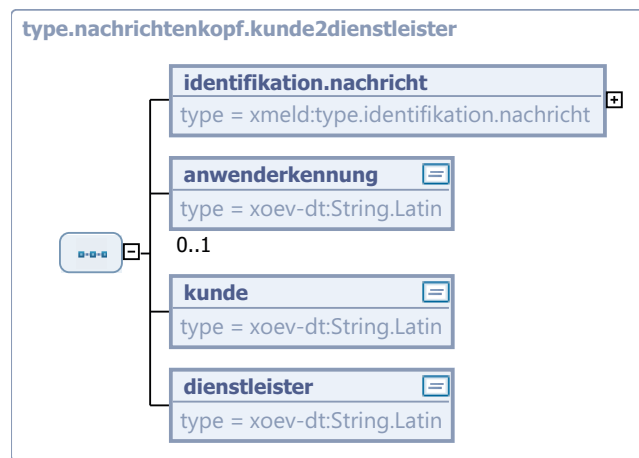 type.nachrichtenkopf.kunde2dienstleister
identifikation.nachricht
type = xmeld:type.identifikation.nachricht
anwenderkennung
type = xoev-dt:String.Latin
0..1
kunde
type = xoev-dt:String.Latin
dienstleister
type = xoev-dt:String.Latin